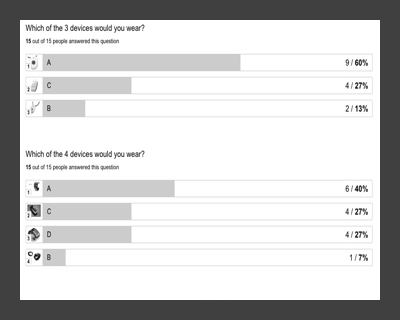 Which of the 3 devices would you wear?
15 out of 15 people answered this question
1 A 9 / 60%
2 C 4 / 27%
3 B 2 / 13%
Which of the 4 devices would you wear?
15 out of 15 people answered this question
1 A 6 / 40%
2 C 4 / 27%
3 D 4 / 27%
4 B 1 / 7%